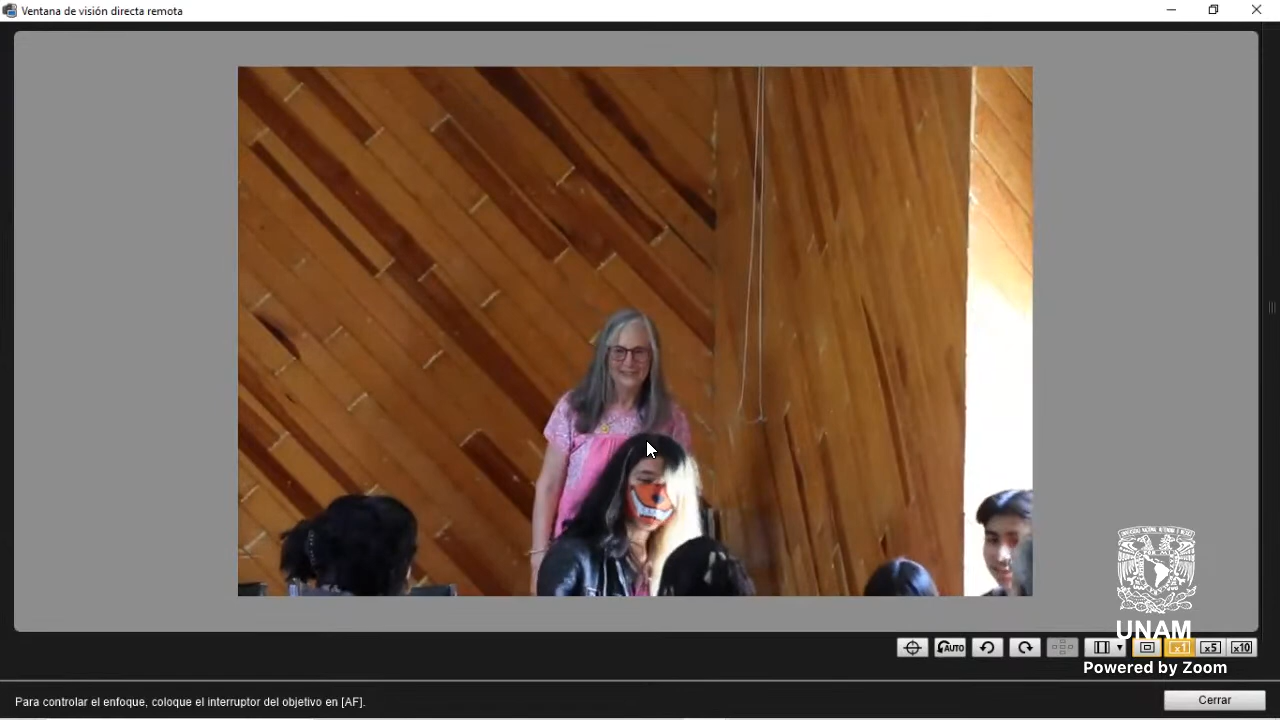 Ventana de visión directa remota
UNAM
AUTO
x1
x5
x10
Powered by Zoom
Para controlar el enfoque, coloque el interruptor del objetivo en [AF].
Cerrar